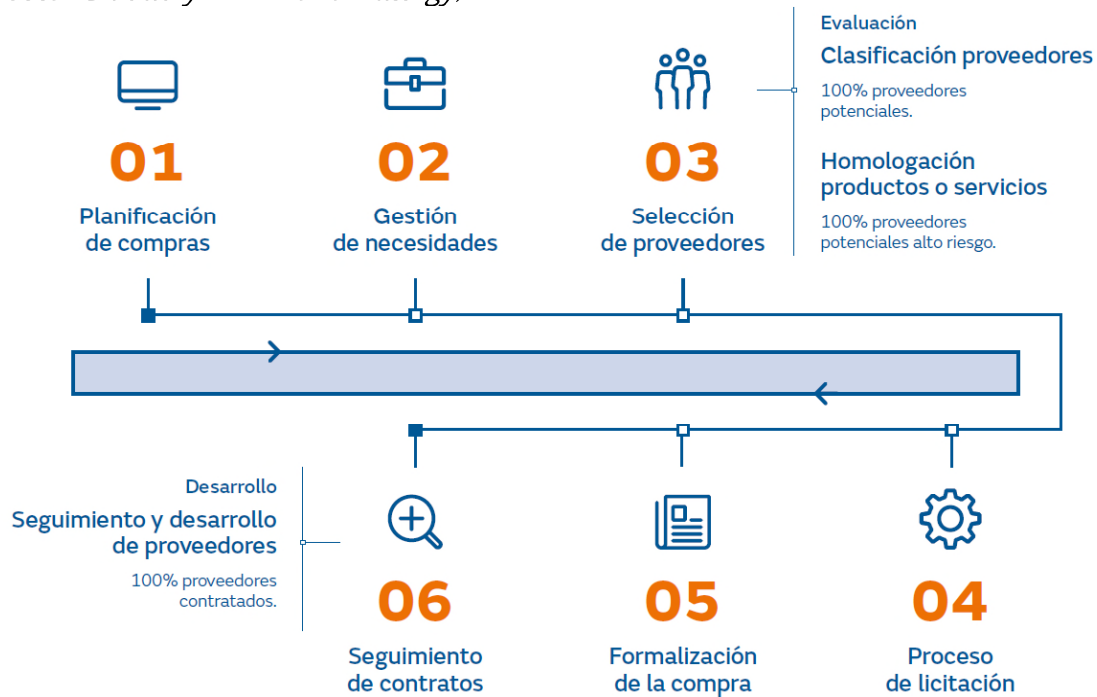 01
Planificación
de compras
02
Gestión
de necesidades
03
Selección
de proveedores
Evaluación
Clasificación proveedores
100% proveedores
potenciales.
Homologación
productos o servicios
100% proveedores
potenciales alto riesgo.
Desarrollo
Seguimiento y desarrollo
de proveedores
100% proveedores
contratados.
06
Seguimiento
de contratos
05
Formalización
de la compra
04
Proceso
de licitación